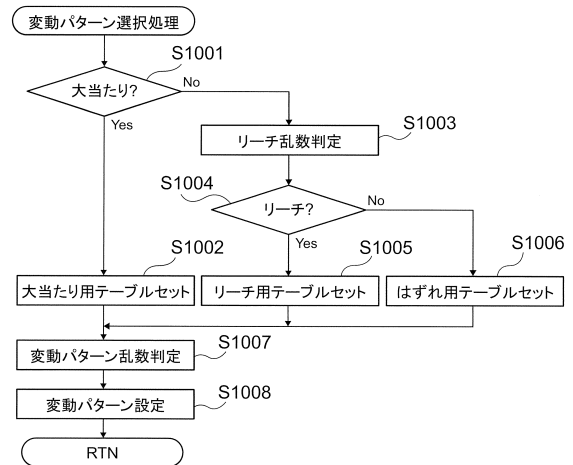 変動パターン選択処理
S1001
大当たり?
No
Yes
S1003
リーチ乱数判定
S1004
リーチ?
No
Yes
S1002
S1005
S1006
大当たり用テーブルセット
リーチ用テーブルセット
はずれ用テーブルセット
S1007
変動パターン乱数判定
S1008
変動パターン設定
RTN